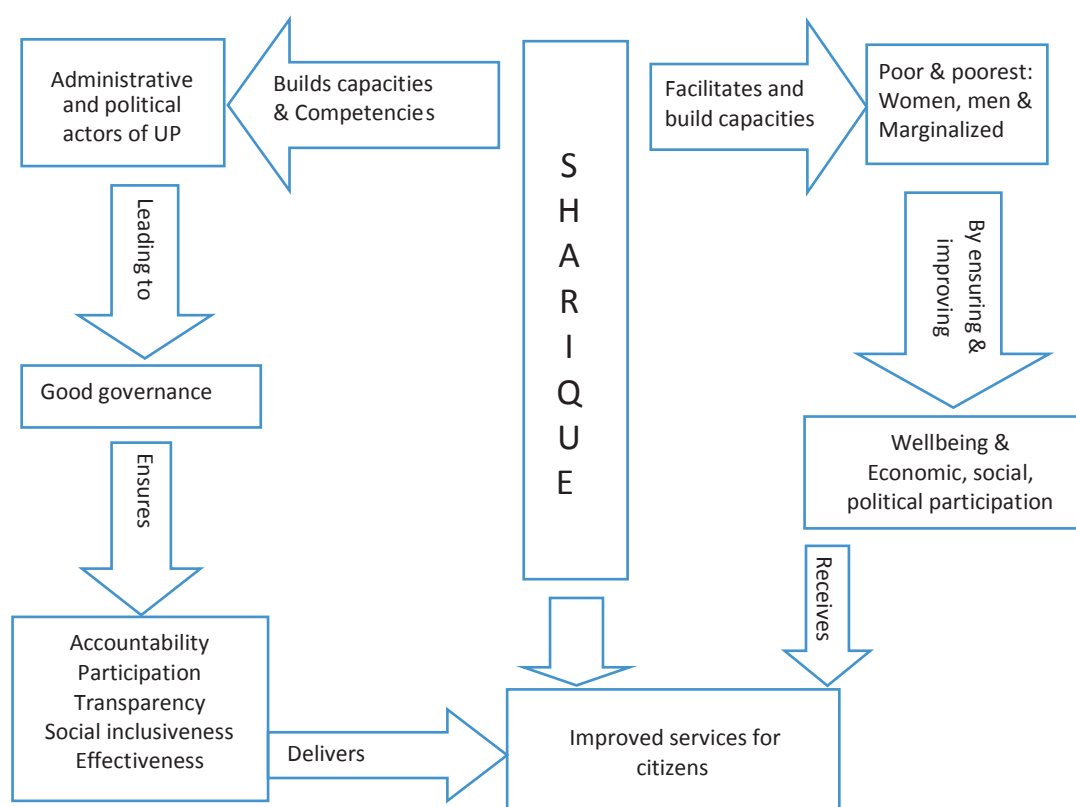 Administrative
and political
actors of UP
Builds capacities
& Competencies
S
H
A
R
I
Q
U
E
Facilitates and
build capacities
Poor & poorest:
Women, men &
Marginalized
Leading to
By ensuring &
improving
Good governance
Wellbeing &
Economic, social,
political participation
Ensures
Receives
Accountability
Participation
Transparency
Social inclusiveness
Effectiveness
Delivers
Improved services for
citizens